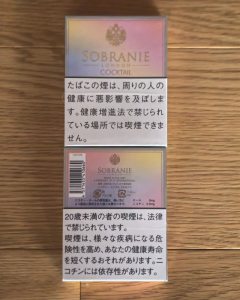 SOBRANIE
LONDON
COCKTAIL
たばこの煙は、周りの人の
健康に悪影響を及ぼしま
す。健康増進法で禁じられ
ている場所では喫煙できま
せん。
SOBRANIE
20歳未満の者の喫煙は、法律
で禁じられています。
喫煙は、様々な疾病になる危
険性を高め、あなたの健康寿命
を短くするおそれがあります。ニ
コチンには依存性があります。